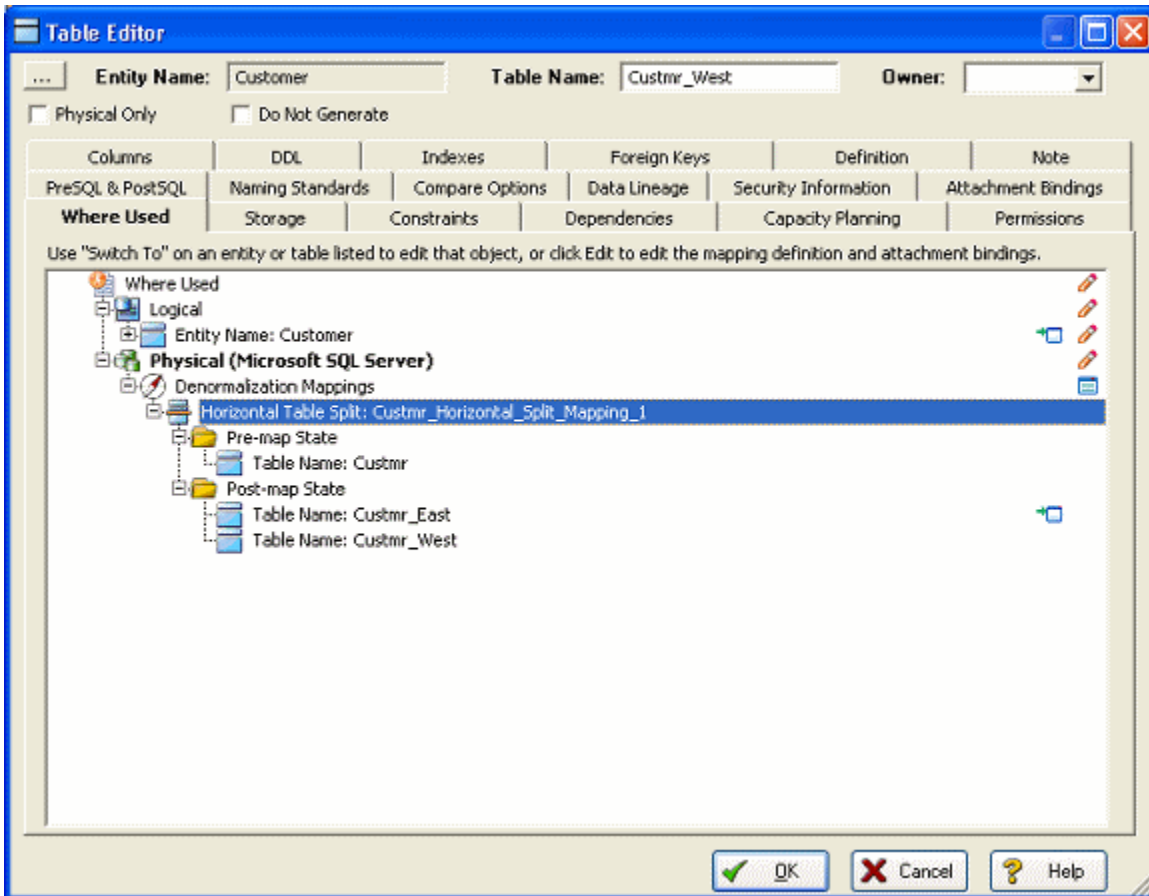 Table Editor
... Entity Name: Customer Table Name: Custmr_West Owner:
Physical Only Do Not Generate
Columns DDL Indexes Foreign Keys Definition Note
PreSQL & PostSQL Naming Standards Compare Options Data Lineage Security Information Attachment Bindings
Where Used Storage Constraints Dependencies Capacity Planning Permissions
Use "Switch To" on an entity or table listed to edit that object, or click Edit to edit the mapping definition and attachment bindings.
Where Used
Logical
Entity Name: Customer
Physical (Microsoft SQL Server)
Denormalization Mappings
Horizontal Table Split: Custmr_Horizontal_Split_Mapping_1
Pre-map State
Table Name: Custmr
Post-map State
Table Name: Custmr_East
Table Name: Custmr_West
OK Cancel Help